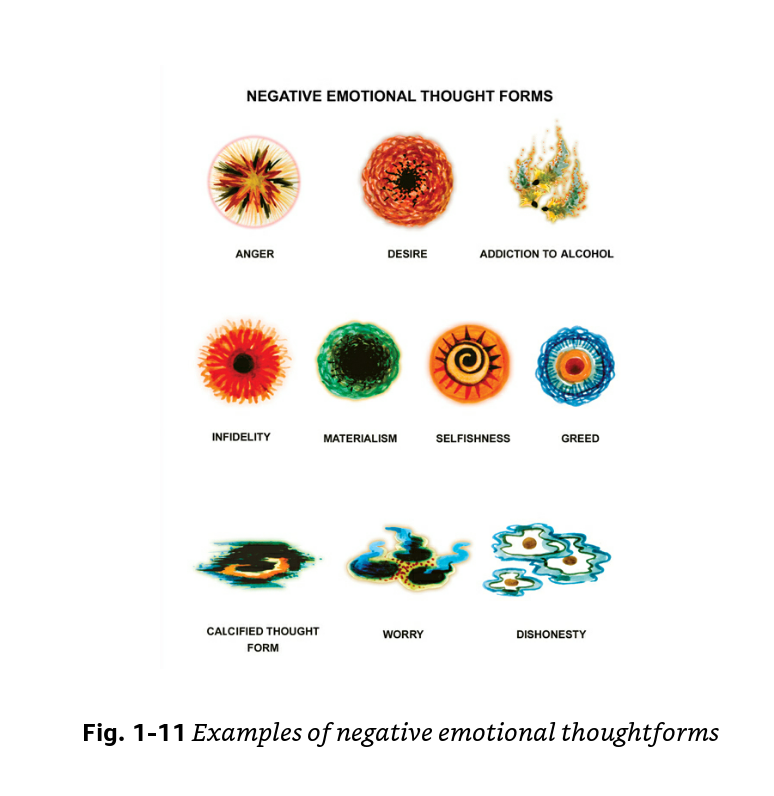 NEGATIVE EMOTIONAL THOUGHT FORMS
ANGER
DESIRE
ADDICTION TO ALCOHOL
INFIDELITY
MATERIALISM
SELFISHNESS
GREED
CALCIFIED THOUGHT
FORM
WORRY
DISHONESTY
Fig. 1-11 Examples of negative emotional thoughtforms